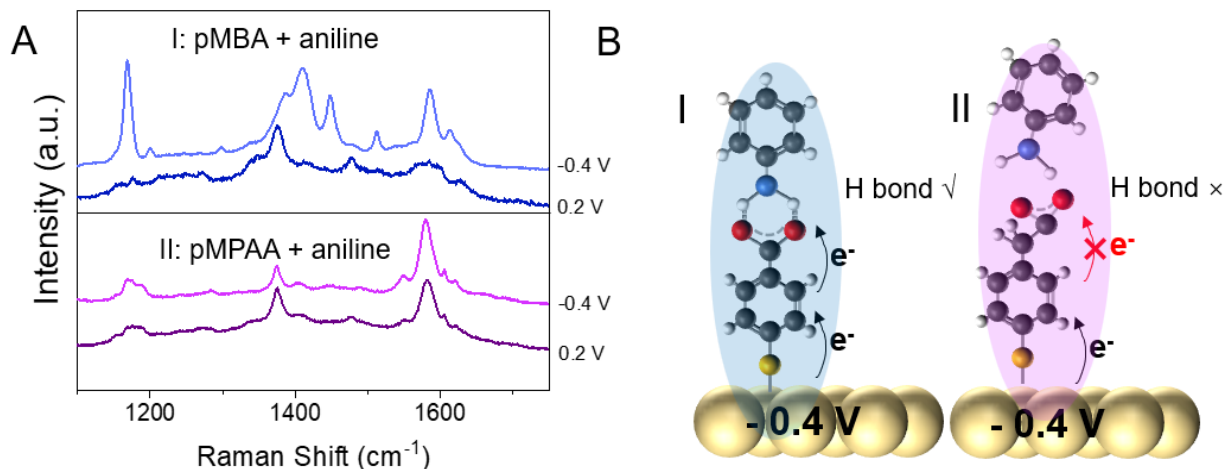 A
I: pMBA + aniline
-0.4 V
0.2 V
II: pMPAA + aniline
-0.4 V
0.2 V
Intensity (a.u.)
1200 1400 1600
Raman Shift (cm⁻¹)
B
I
H bond √
e⁻
e⁻
- 0.4 V
II
H bond ×
e⁻
e⁻
- 0.4 V